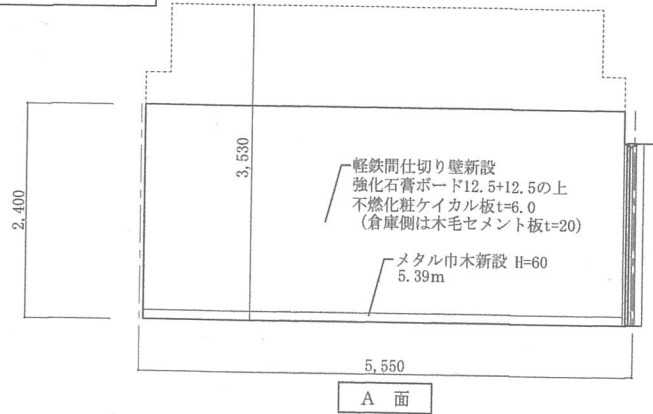 3,530
2,400
軽鉄間仕切り壁新設
強化石膏ボード12.5+12.5の上
不燃化粧ケイカル板t=6.0
(倉庫側は木毛セメント板t=20)
メタル巾木新設 H=60
5.39m
5,550
A 面